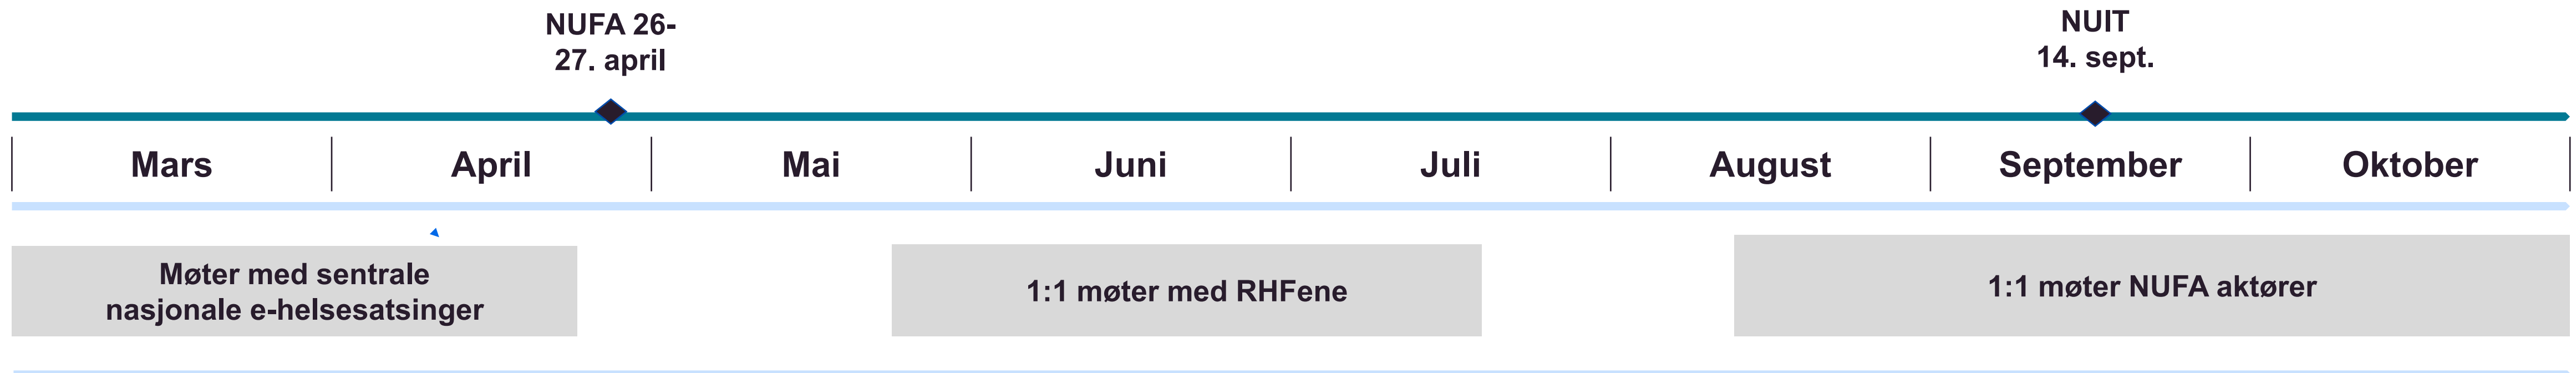 NUFA 26-
27. april
NUIT
14. sept.
Mars
April
Mai
Juni
Juli
August
September
Oktober
Møter med sentrale
nasjonale e-helsesatsinger
1:1 møter med RHFene
1:1 møter NUFA aktører